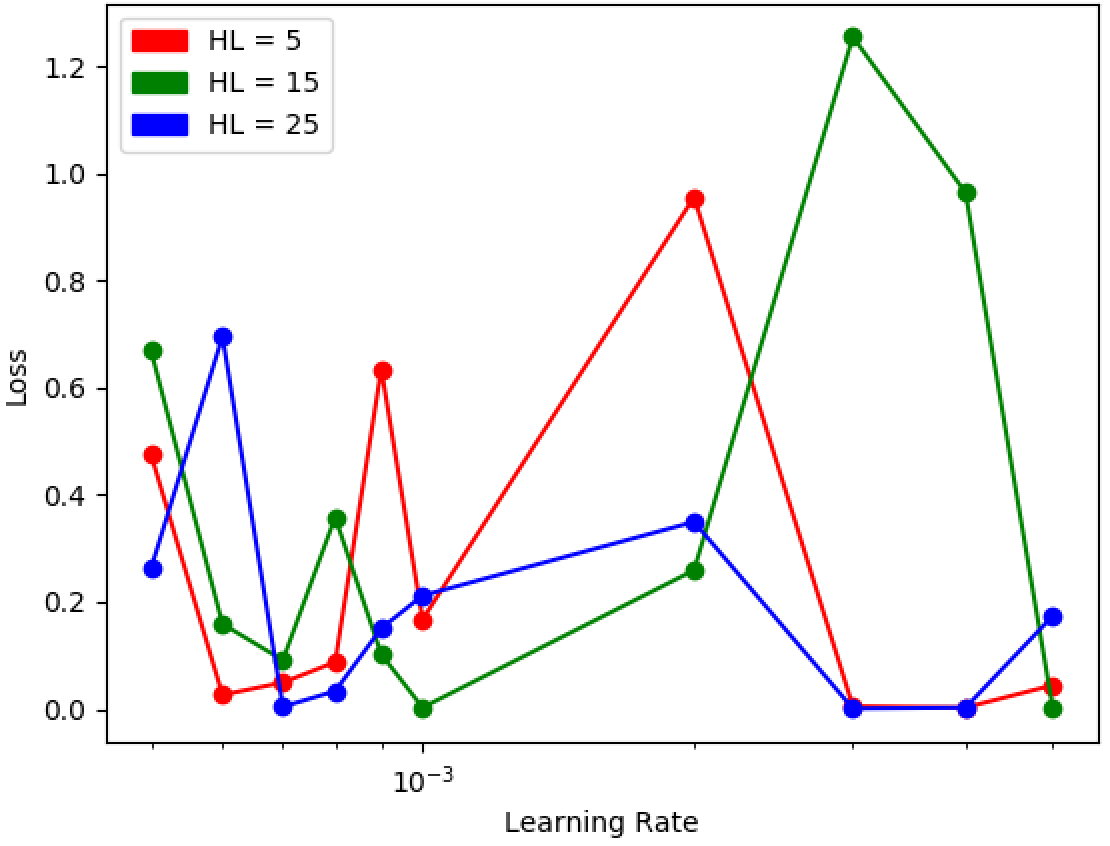 HL = 5
HL = 15
HL = 25
1.2
1.0
0.8
0.6
0.4
0.2
0.0
Loss
10⁻³
Learning Rate